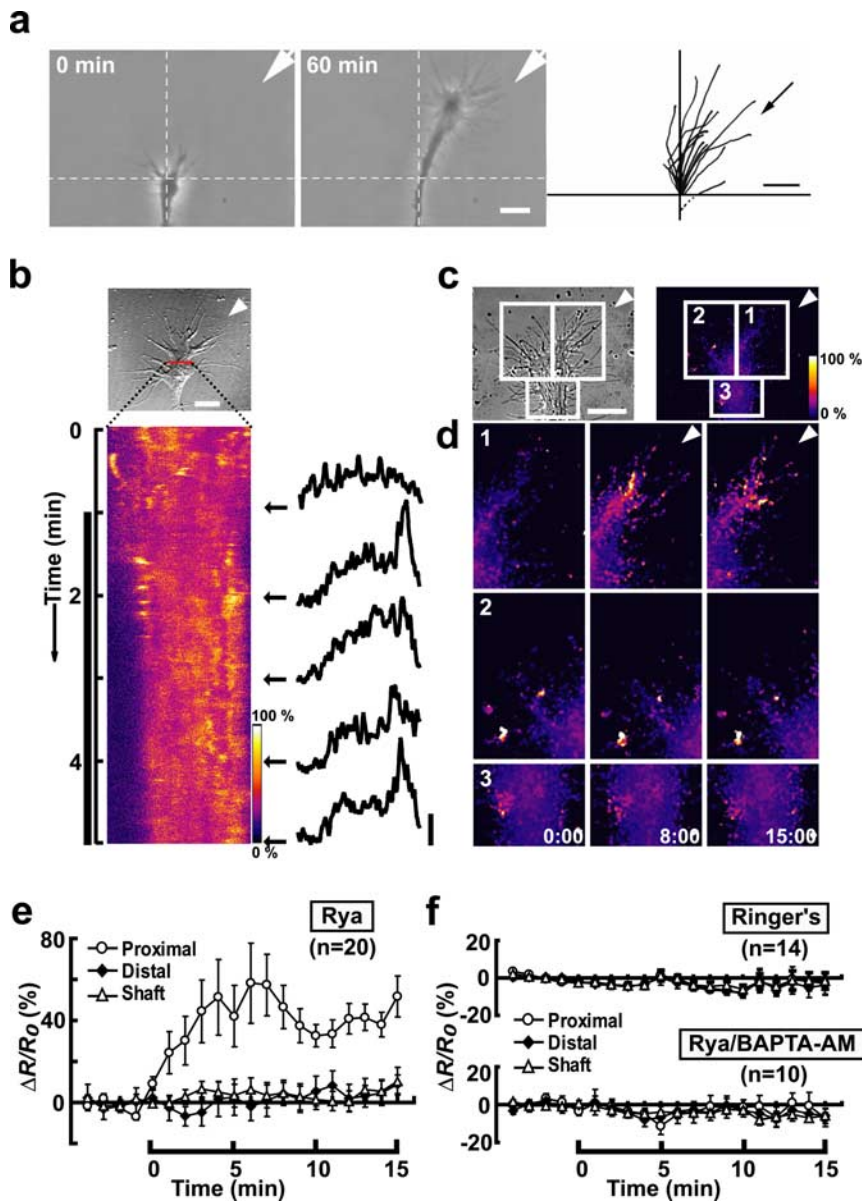 a
0 min
60 min
b
0
2
4
Time (min)
100 %
0 %
c
2
1
3
3
100 %
0 %
d
1
2
3
0:00
8:00
15:00
e
Rya
(n=20)
Proximal
Distal
Shaft
80
60
40
20
0
ΔR/R0 (%)
0 5 10 15
Time (min)
f
Ringer's
(n=14)
20
0
-20
Proximal
Distal
Shaft
Rya/BAPTA-AM
(n=10)
20
0
-20
ΔR/R0 (%)
0 5 10 15
Time (min)